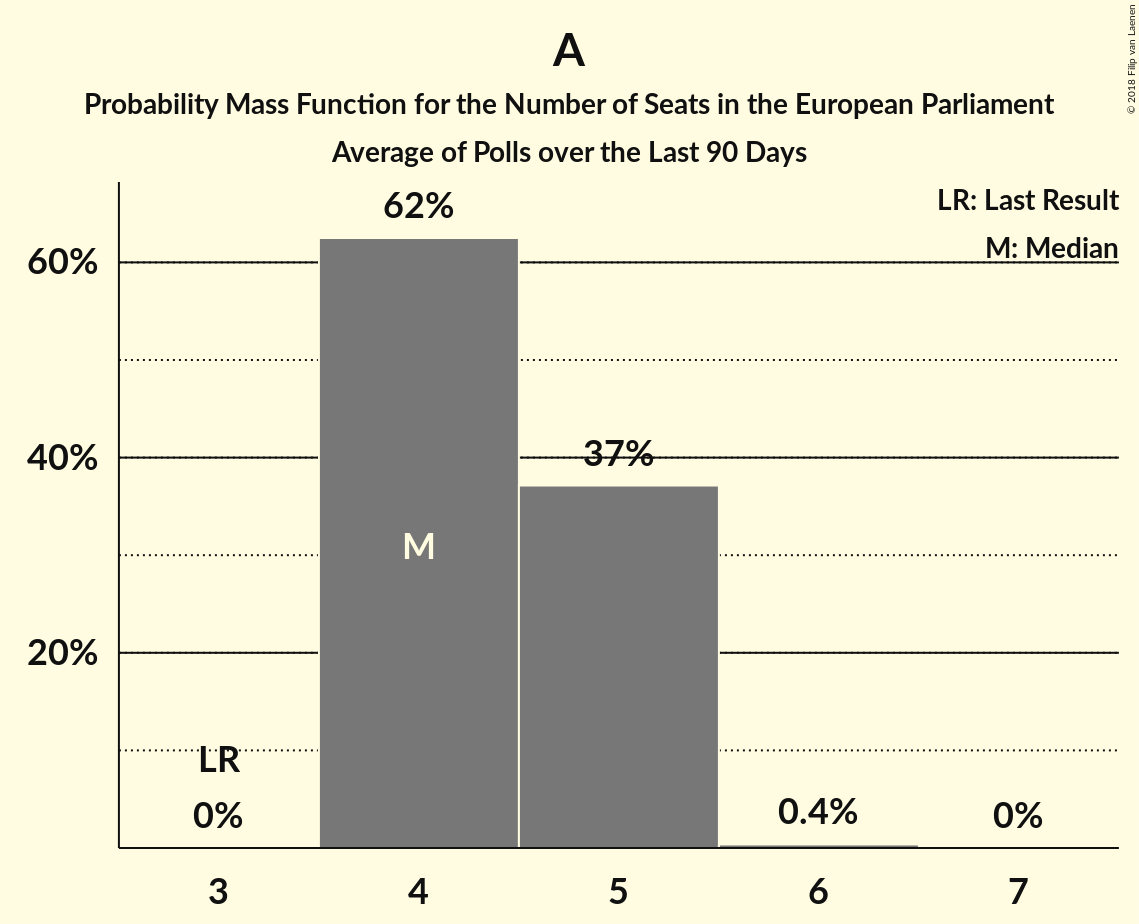 A
Probability Mass Function for the Number of Seats in the European Parliament
Average of Polls over the Last 90 Days
© 2018 Filip van Laenen
LR: Last Result
M: Median
62%
60%
37%
40%
M
20%
LR
0%
0.4%
0%
3
4
5
6
7